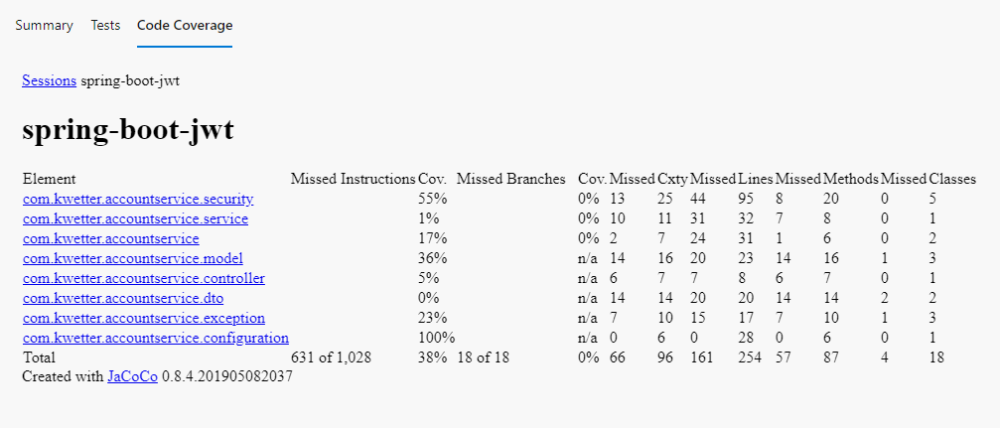 Summary Tests Code Coverage
Sessions spring-boot-jwt
spring-boot-jwt
Element Missed Instructions Cov. Missed Branches Cov. Missed Cxty Missed Lines Missed Methods Missed Classes
com.kwetter.accountservice.security 55% 0% 13 25 44 95 8 20 0 5
com.kwetter.accountservice.service 1% 0% 10 11 31 32 7 8 0 1
com.kwetter.accountservice 17% 0% 2 7 24 31 1 6 0 2
com.kwetter.accountservice.model 36% n/a 14 16 20 23 14 16 1 3
com.kwetter.accountservice.controller 5% n/a 6 7 7 8 6 7 0 1
com.kwetter.accountservice.dto 0% n/a 14 14 20 20 14 14 2 2
com.kwetter.accountservice.exception 23% n/a 7 10 15 17 7 10 1 3
com.kwetter.accountservice.configuration 100% n/a 0 6 0 28 0 6 0 1
Total 631 of 1,028 38% 18 of 18 0% 66 96 161 254 57 87 4 18
Created with JaCoCo 0.8.4.201905082037